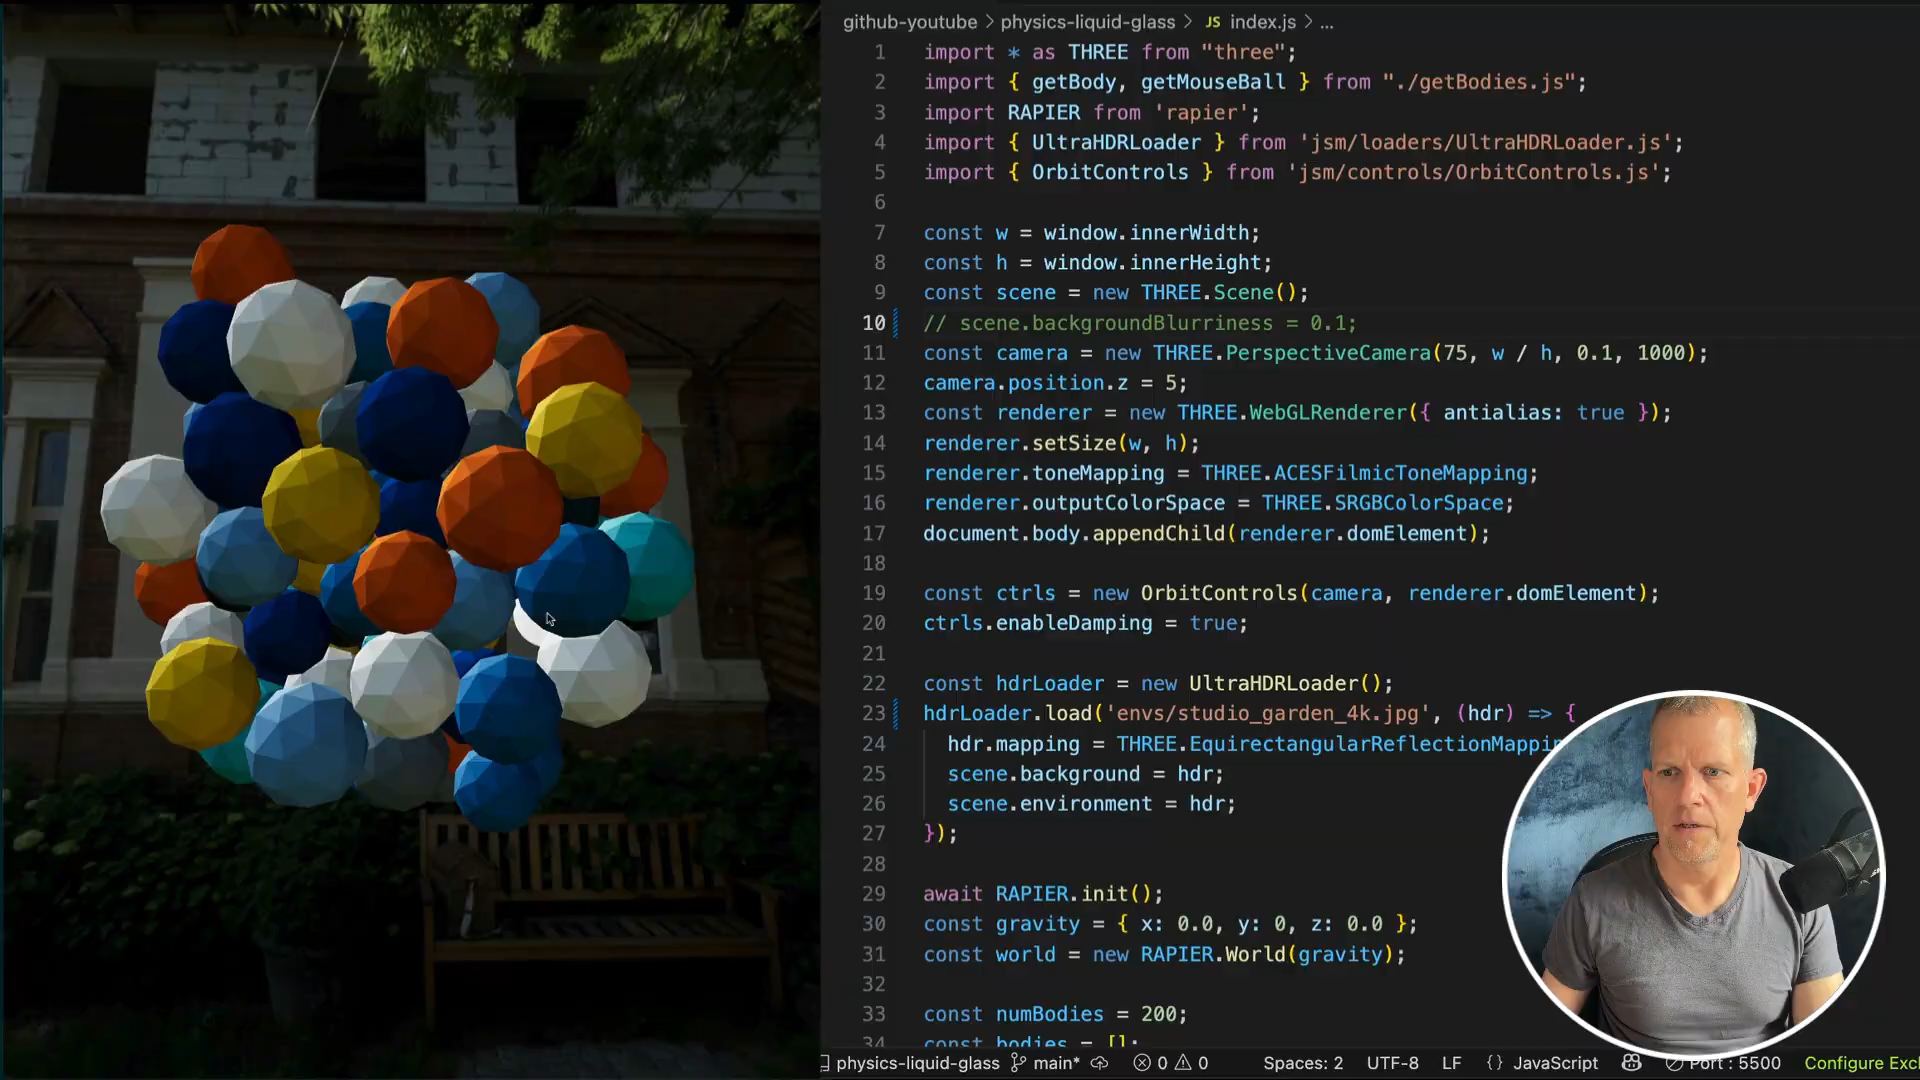 github-youtube > physics-liquid-glass > JS index.js > ...
1 import * as THREE from "three";
2 import { getBody, getMouseBall } from "./getBodies.js";
3 import RAPIER from 'rapier';
4 import { UltraHDRLoader } from 'jsm/loaders/UltraHDRLoader.js';
5 import { OrbitControls } from 'jsm/controls/OrbitControls.js';
6
7 const w = window.innerWidth;
8 const h = window.innerHeight;
9 const scene = new THREE.Scene();
10 // scene.backgroundBlurriness = 0.1;
11 const camera = new THREE.PerspectiveCamera(75, w / h, 0.1, 1000);
12 camera.position.z = 5;
13 const renderer = new THREE.WebGLRenderer({ antialias: true });
14 renderer.setSize(w, h);
15 renderer.toneMapping = THREE.ACESFilmicToneMapping;
16 renderer.outputColorSpace = THREE.SRGBColorSpace;
17 document.body.appendChild(renderer.domElement);
18
19 const ctrls = new OrbitControls(camera, renderer.domElement);
20 ctrls.enableDamping = true;
21
22 const hdrLoader = new UltraHDRLoader();
23 hdrLoader.load('envs/studio_garden_4k.jpg', (hdr) => {
24 hdr.mapping = THREE.EquirectangularReflectionMappin
25 scene.background = hdr;
26 scene.environment = hdr;
27 });
28
29 await RAPIER.init();
30 const gravity = { x: 0.0, y: 0, z: 0.0 };
31 const world = new RAPIER.World(gravity);
32
33 const numBodies = 200;
34 const bodies = [];
physics-liquid-glass main* 0 0 Spaces: 2 UTF-8 LF {} JavaScript Port : 5500 Configure Exc